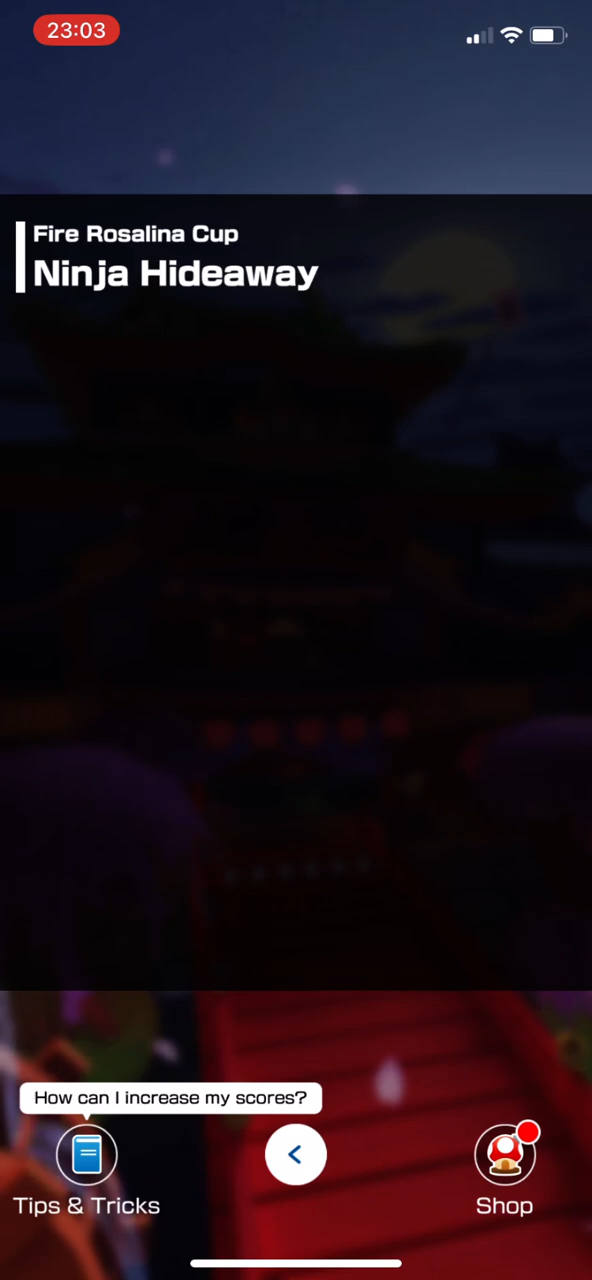 23:03
Fire Rosalina Cup
Ninja Hideaway
How can I increase my scores?
Tips & Tricks
Shop